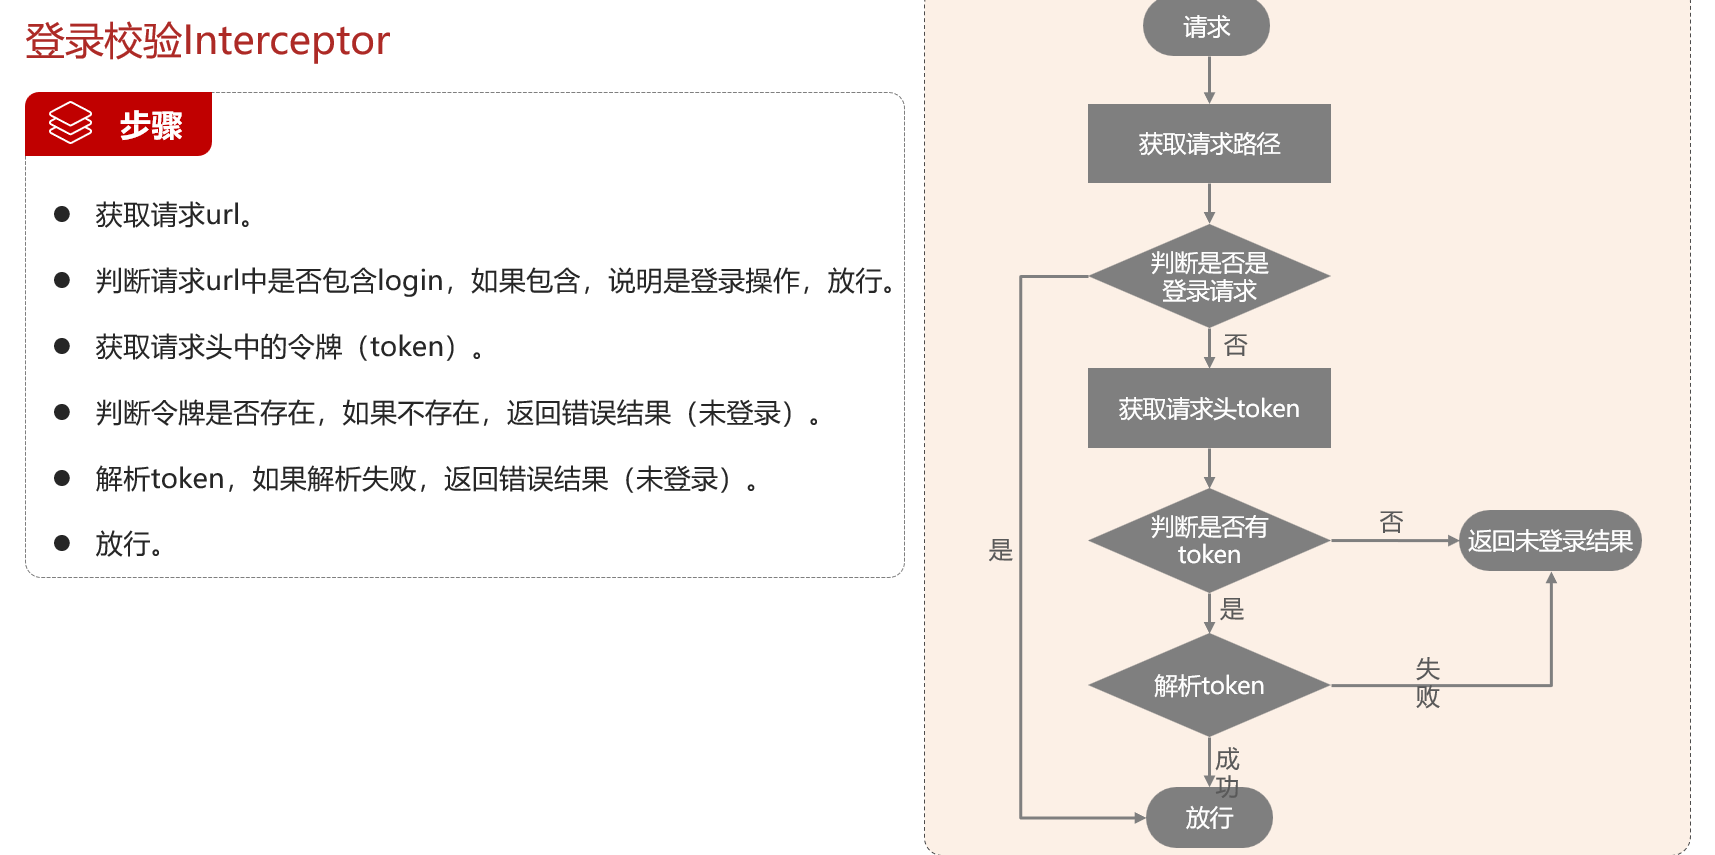 登录校验Interceptor
步骤
获取请求url。
判断请求url中是否包含login，如果包含，说明是登录操作，放行。
获取请求头中的令牌（token）。
判断令牌是否存在，如果不存在，返回错误结果（未登录）。
解析token，如果解析失败，返回错误结果（未登录）。
放行。
请求
获取请求路径
判断是否是
登录请求
否
获取请求头token
判断是否有
token
否
返回未登录结果
是
是
解析token
失
败
成
功
放行